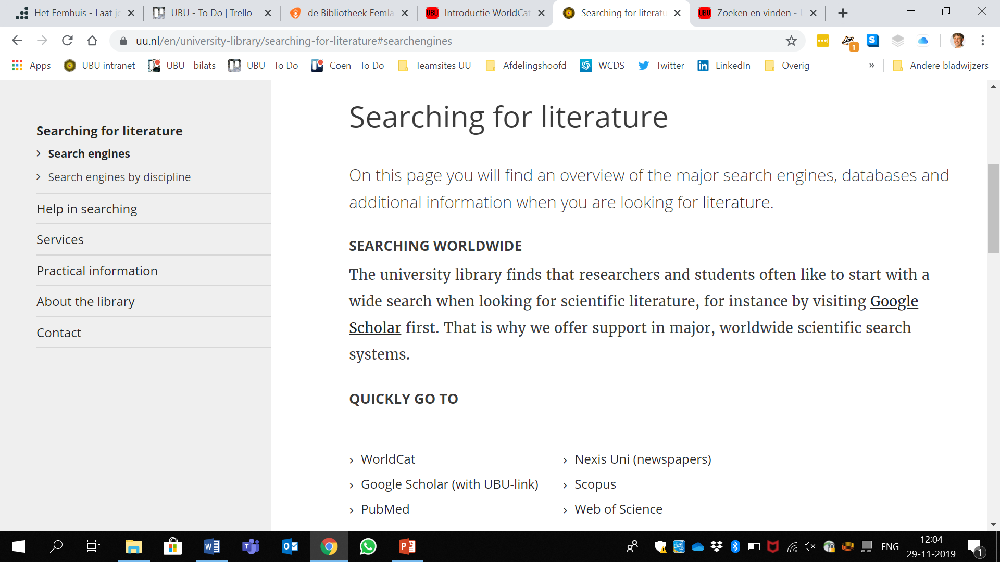 Het Eemhuis - Laat je
UBU - To Do | Trello
de Bibliotheek Eemla
UBU Introductie WorldCat
Searching for literatu
UBU Zoeken en vinden - U
uu.nl/en/university-library/searching-for-literature#searchengines
1
Apps
UBU intranet
UBU - bilats
UBU - To Do
Coen - To Do
Teamsites UU
Afdelingshoofd
WCDS
Twitter
LinkedIn
Overig
»
Andere bladwijzers
Searching for literature
Search engines
Search engines by discipline
Help in searching
Services
Practical information
About the library
Contact
Searching for literature
On this page you will find an overview of the major search engines, databases and
additional information when you are looking for literature.
SEARCHING WORLDWIDE
The university library finds that researchers and students often like to start with a
wide search when looking for scientific literature, for instance by visiting Google
Scholar first. That is why we offer support in major, worldwide scientific search
systems.
QUICKLY GO TO
WorldCat
Google Scholar (with UBU-link)
PubMed
Nexis Uni (newspapers)
Scopus
Web of Science
ENG
12:04
29-11-2019
1